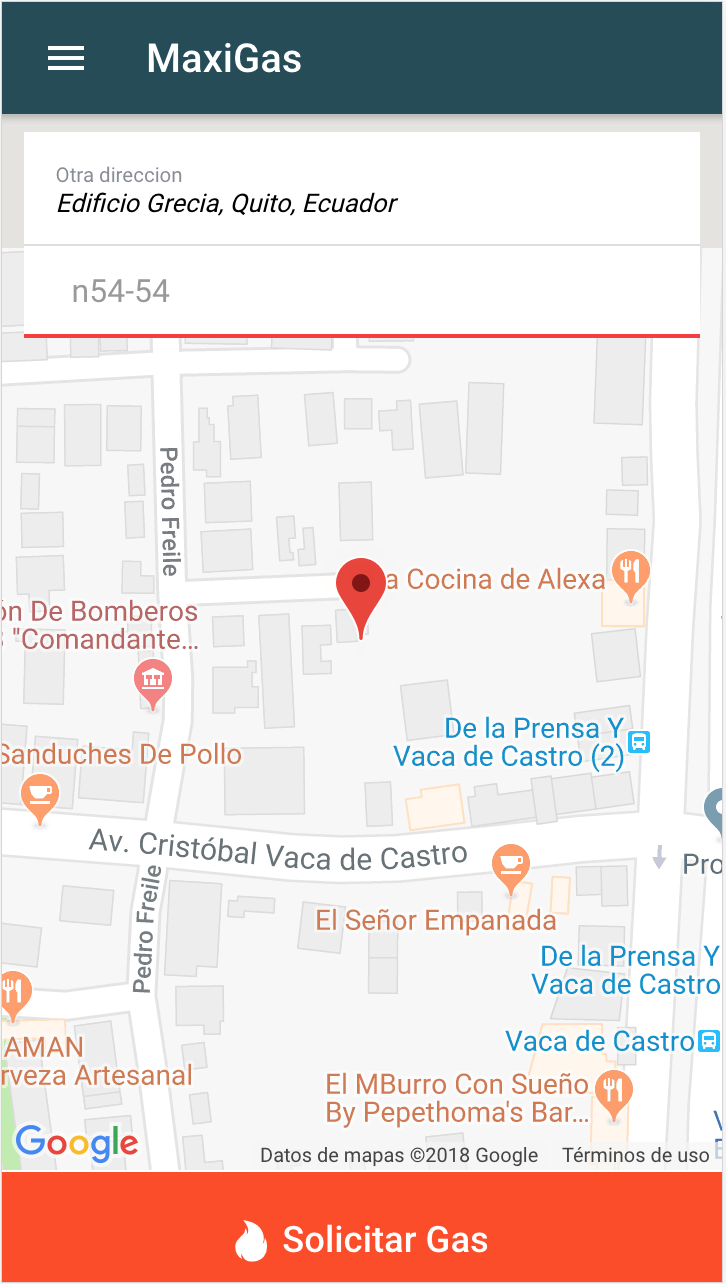 MaxiGas
Otra direccion
Edificio Grecia, Quito, Ecuador
n54-54
Pedro Freile
a Cocina de Alexa
ón De Bomberos
"Comandante...
De la Prensa Y
Vaca de Castro (2)
Sanduches De Pollo
Av. Cristóbal Vaca de Castro
Pro
Pedro Freile
El Señor Empanada
De la Prensa Y
Vaca de Castro
Vaca de Castro
AMAN
rveza Artesanal
El MBurro Con Sueño
By Pepethoma's Bar...
Google
Datos de mapas ©2018 Google
Términos de uso
Solicitar Gas